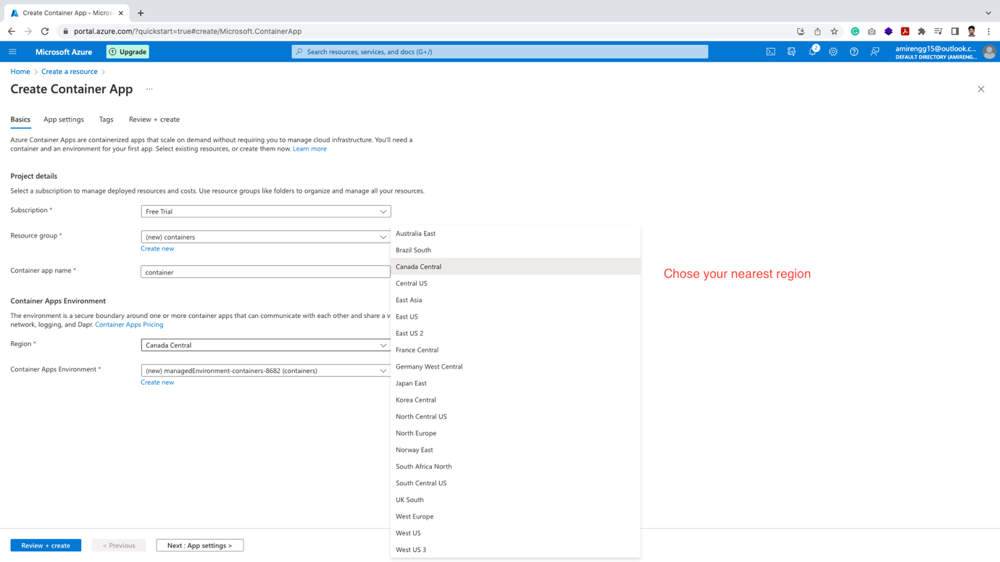 Create Container App - Micros
portal.azure.com/?quickstart=true#create/Microsoft.ContainerApp
Microsoft Azure
Upgrade
Search resources, services, and docs (G+/)
2
amirengg15@outlook.c...
DEFAULT DIRECTORY (AMIRENG...
Home > Create a resource >
Create Container App ...
Basics App settings Tags Review + create
Azure Container Apps are containerized apps that scale on demand without requiring you to manage cloud infrastructure. You'll need a
container and an environment for your first app. Select existing resources, or create them now. Learn more
Project details
Select a subscription to manage deployed resources and costs. Use resource groups like folders to organize and manage all your resources.
Subscription *
Free Trial
Resource group *
(new) containers
Create new
Container app name *
container
Container Apps Environment
The environment is a secure boundary around one or more container apps that can communicate with each other and share a v
network, logging, and Dapr. Container Apps Pricing
Region *
Canada Central
Container Apps Environment *
(new) managedEnvironment-containers-8682 (containers)
Create new
Australia East
Brazil South
Canada Central
Central US
East Asia
East US
East US 2
France Central
Germany West Central
Japan East
Korea Central
North Central US
North Europe
Norway East
South Africa North
South Central US
UK South
West Europe
West US
West US 3
Chose your nearest region
Review + create
< Previous
Next : App settings >